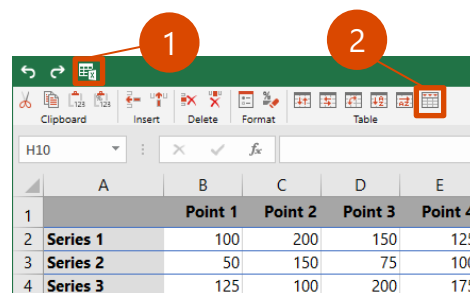 1
2
123
123
Clipboard
Insert
Delete
Format
Table
H10
fx
A B C D E
1 Point 1 Point 2 Point 3 Point 4
2 Series 1 100 200 150 125
3 Series 2 50 150 75 100
4 Series 3 125 100 200 175